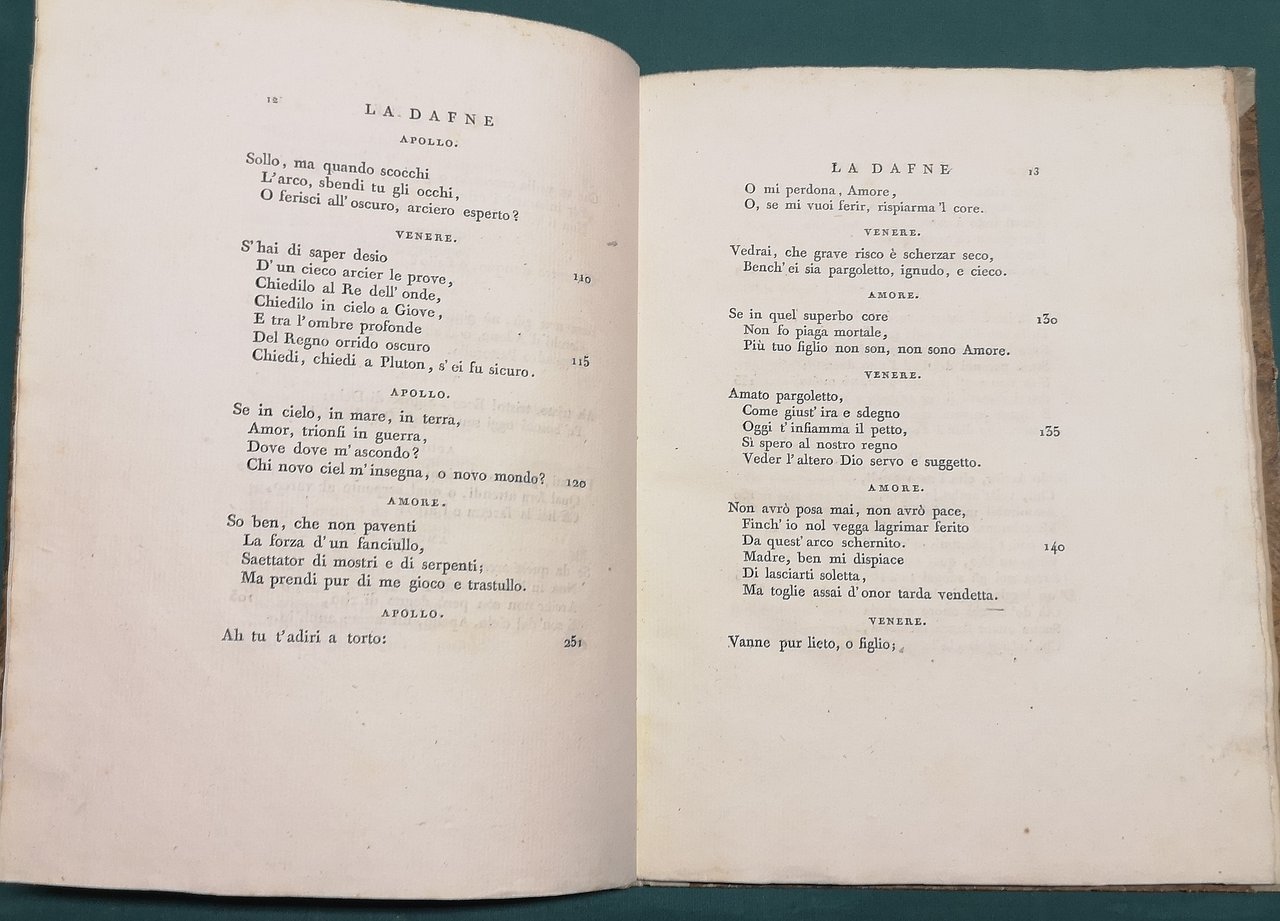 12
LA DAFNE
APOLLO.
Sollo, ma quando scocchi
L'arco, sbendi tu gli occhi,
O ferisci all'oscuro, arciero esperto?
VENERE.
S'hai di saper desio
D'un cieco arcier le prove, 110
Chiedilo al Re dell'onde,
Chiedilo in cielo a Giove,
E tra l'ombre profonde
Del Regno orrido oscuro
Chiedi, chiedi a Pluton, s'ei fu sicuro. 115
APOLLO.
Se in cielo, in mare, in terra,
Amor, trionfi in guerra,
Dove dove m'ascondo?
Chi novo ciel m'insegna, o novo mondo? 120
AMORE.
So ben, che non paventi
La forza d'un fanciullo,
Saettator di mostri e di serpenti;
Ma prendi pur di me gioco e trastullo.
APOLLO.
Ah tu t'adiri a torto: 251
LA DAFNE 13
O mi perdona, Amore,
O, se mi vuoi ferir, rispiarma 'l core.
VENERE.
Vedrai, che grave risco è scherzar seco,
Bench' ei sia pargoletto, ignudo, e cieco.
AMORE.
Se in quel superbo core 130
Non fo piaga mortale,
Più tuo figlio non son, non sono Amore.
VENERE.
Amato pargoletto,
Come giust' ira e sdegno
Oggi t'infiamma il petto, 135
Sì spero al nostro regno
Veder l'altero Dio servo e suggetto.
AMORE.
Non avrò posa mai, non avrò pace,
Finch' io nol vegga lagrimar ferito
Da quest' arco schernito. 140
Madre, ben mi dispiace
Di lasciarti soletta,
Ma toglie assai d'onor tarda vendetta.
VENERE.
Vanne pur lieto, o figlio;